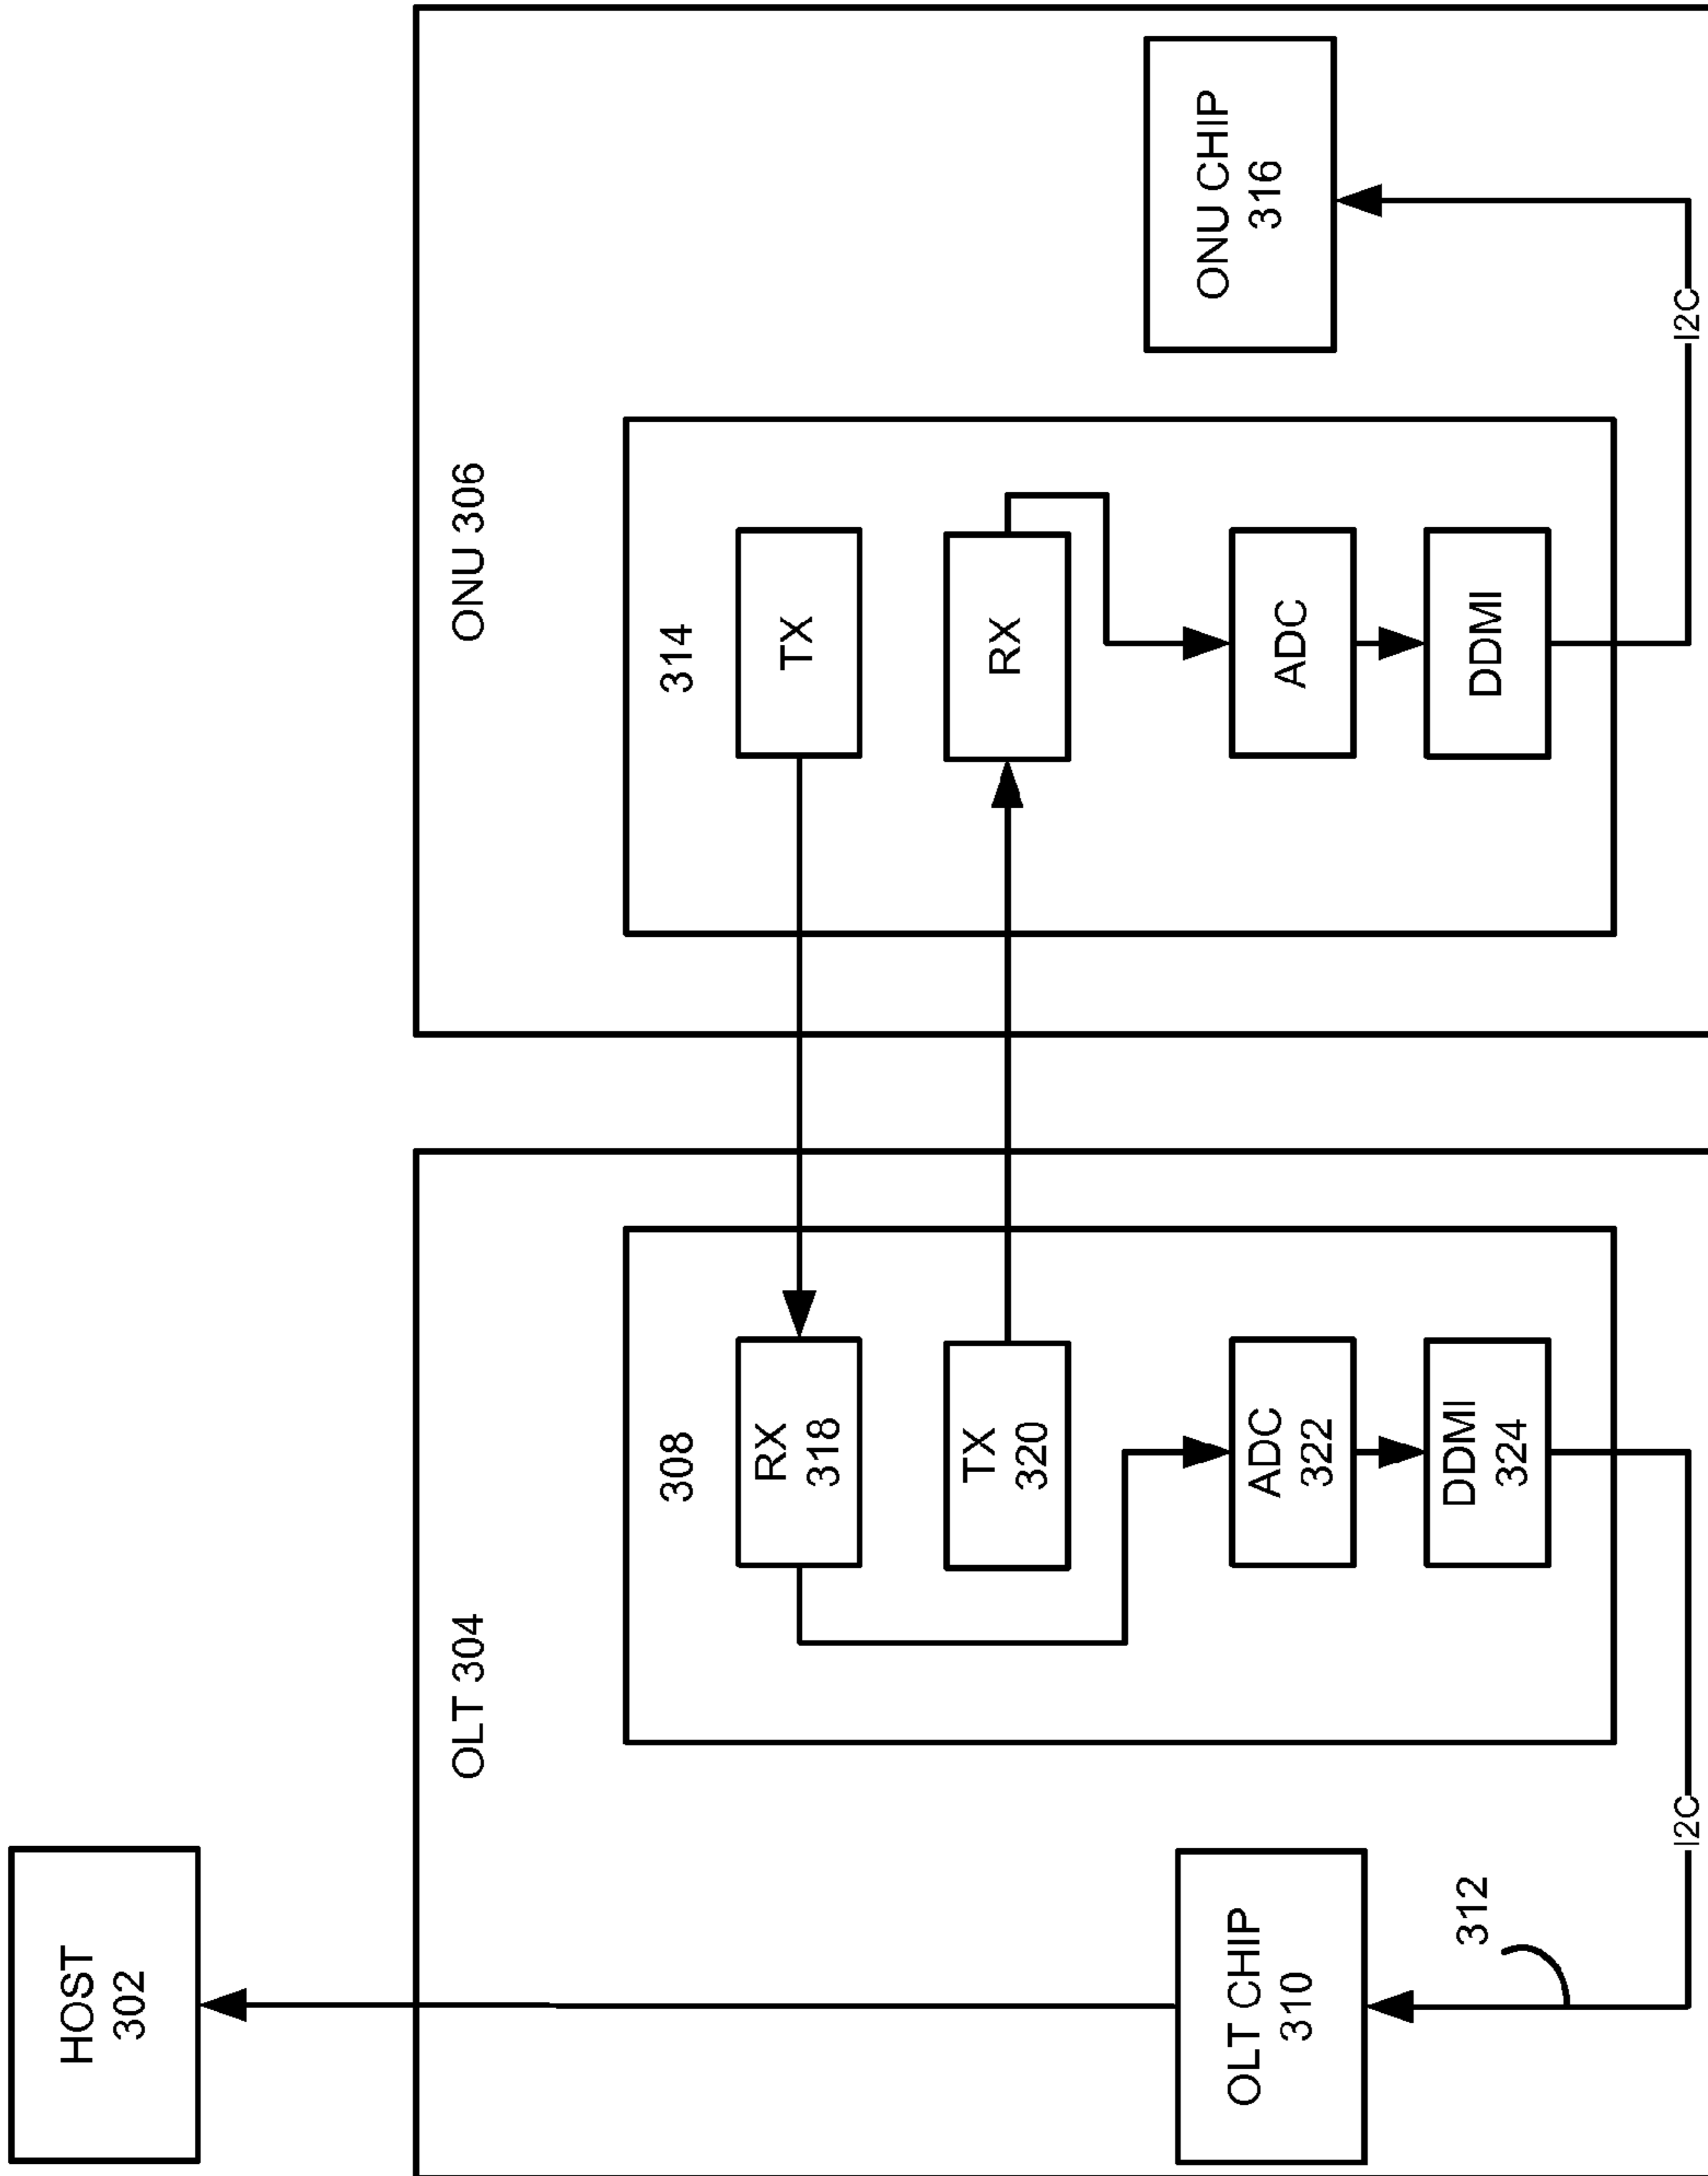 HOST
302
OLT 304
ONU 306
308
314
RX
318
TX
TX
320
RX
ADC
322
ADC
DDMI
324
DDMI
OLT CHIP
310
ONU CHIP
316
312
I2C
I2C